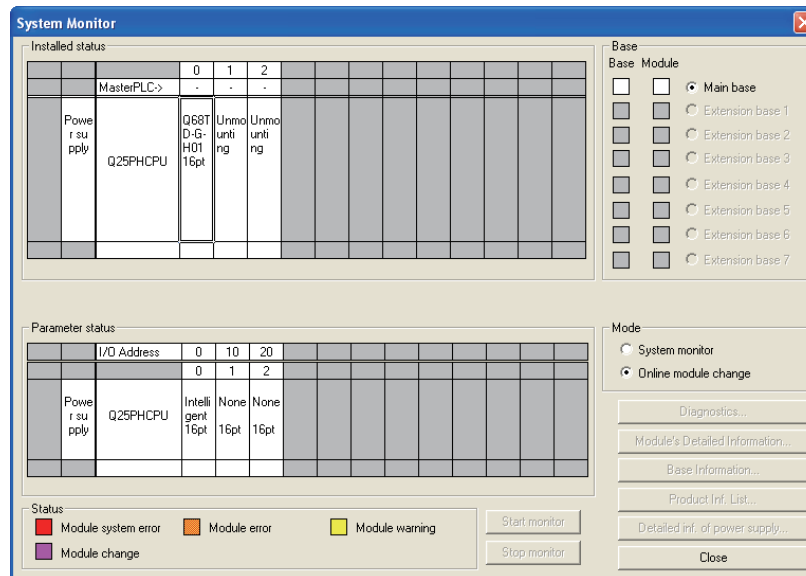 System Monitor
Installed status
0 1 2
MasterPLC-> - - -
Powe
r su
pply
Q25PHCPU
Q68T
D-G-
H01
16pt
Unmo
unti
ng
Unmo
unti
ng
Base
Base Module
Main base
Extension base 1
Extension base 2
Extension base 3
Extension base 4
Extension base 5
Extension base 6
Extension base 7
Parameter status
I/O Address 0 10 20
0 1 2
Powe
r su
pply
Q25PHCPU
Intelli
gent
16pt
None
16pt
None
16pt
Mode
System monitor
Online module change
Diagnostics...
Module's Detailed Information...
Base Information...
Product Inf. List...
Detailed inf. of power supply...
Close
Status
Module system error
Module error
Module warning
Module change
Start monitor
Stop monitor